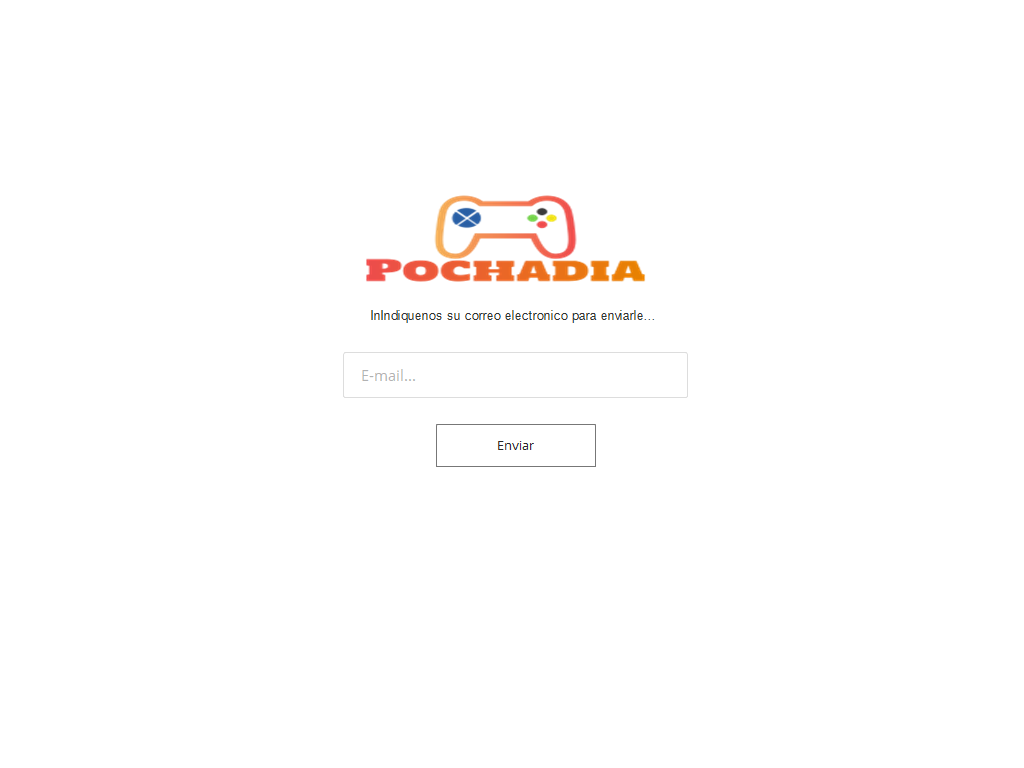 POCHADIA
InIndiquenos su correo electronico para enviarle...
E-mail...
Enviar